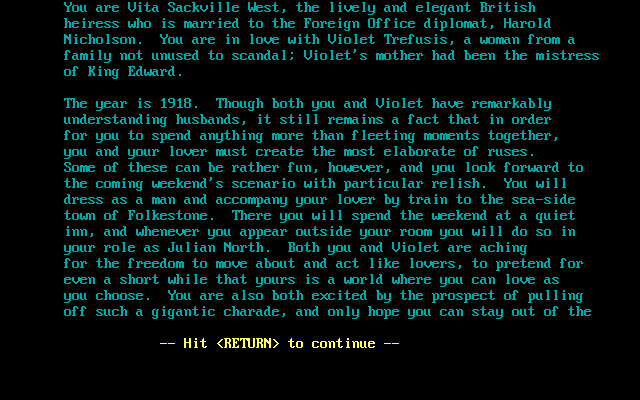 You are Vita Sackville West, the lively and elegant British
heiress who is married to the Foreign Office diplomat, Harold
Nicholson.  You are in love with Violet Trefusis, a woman from a
family not unused to scandal; Violet's mother had been the mistress
of King Edward.
The year is 1918.  Though both you and Violet have remarkably
understanding husbands, it still remains a fact that in order
for you to spend anything more than fleeting moments together,
you and your lover must create the most elaborate of ruses.
Some of these can be rather fun, however, and you look forward to
the coming weekend's scenario with particular relish.  You will
dress as a man and accompany your lover by train to the sea-side
town of Folkestone.  There you will spend the weekend at a quiet
inn, and whenever you appear outside your room you will do so in
your role as Julian North.  Both you and Violet are aching
for the freedom to move about and act like lovers, to pretend for
even a short while that yours is a world where you can love as
you choose.  You are also both excited by the prospect of pulling
off such a gigantic charade, and only hope you can stay out of the
-- Hit <RETURN> to continue --